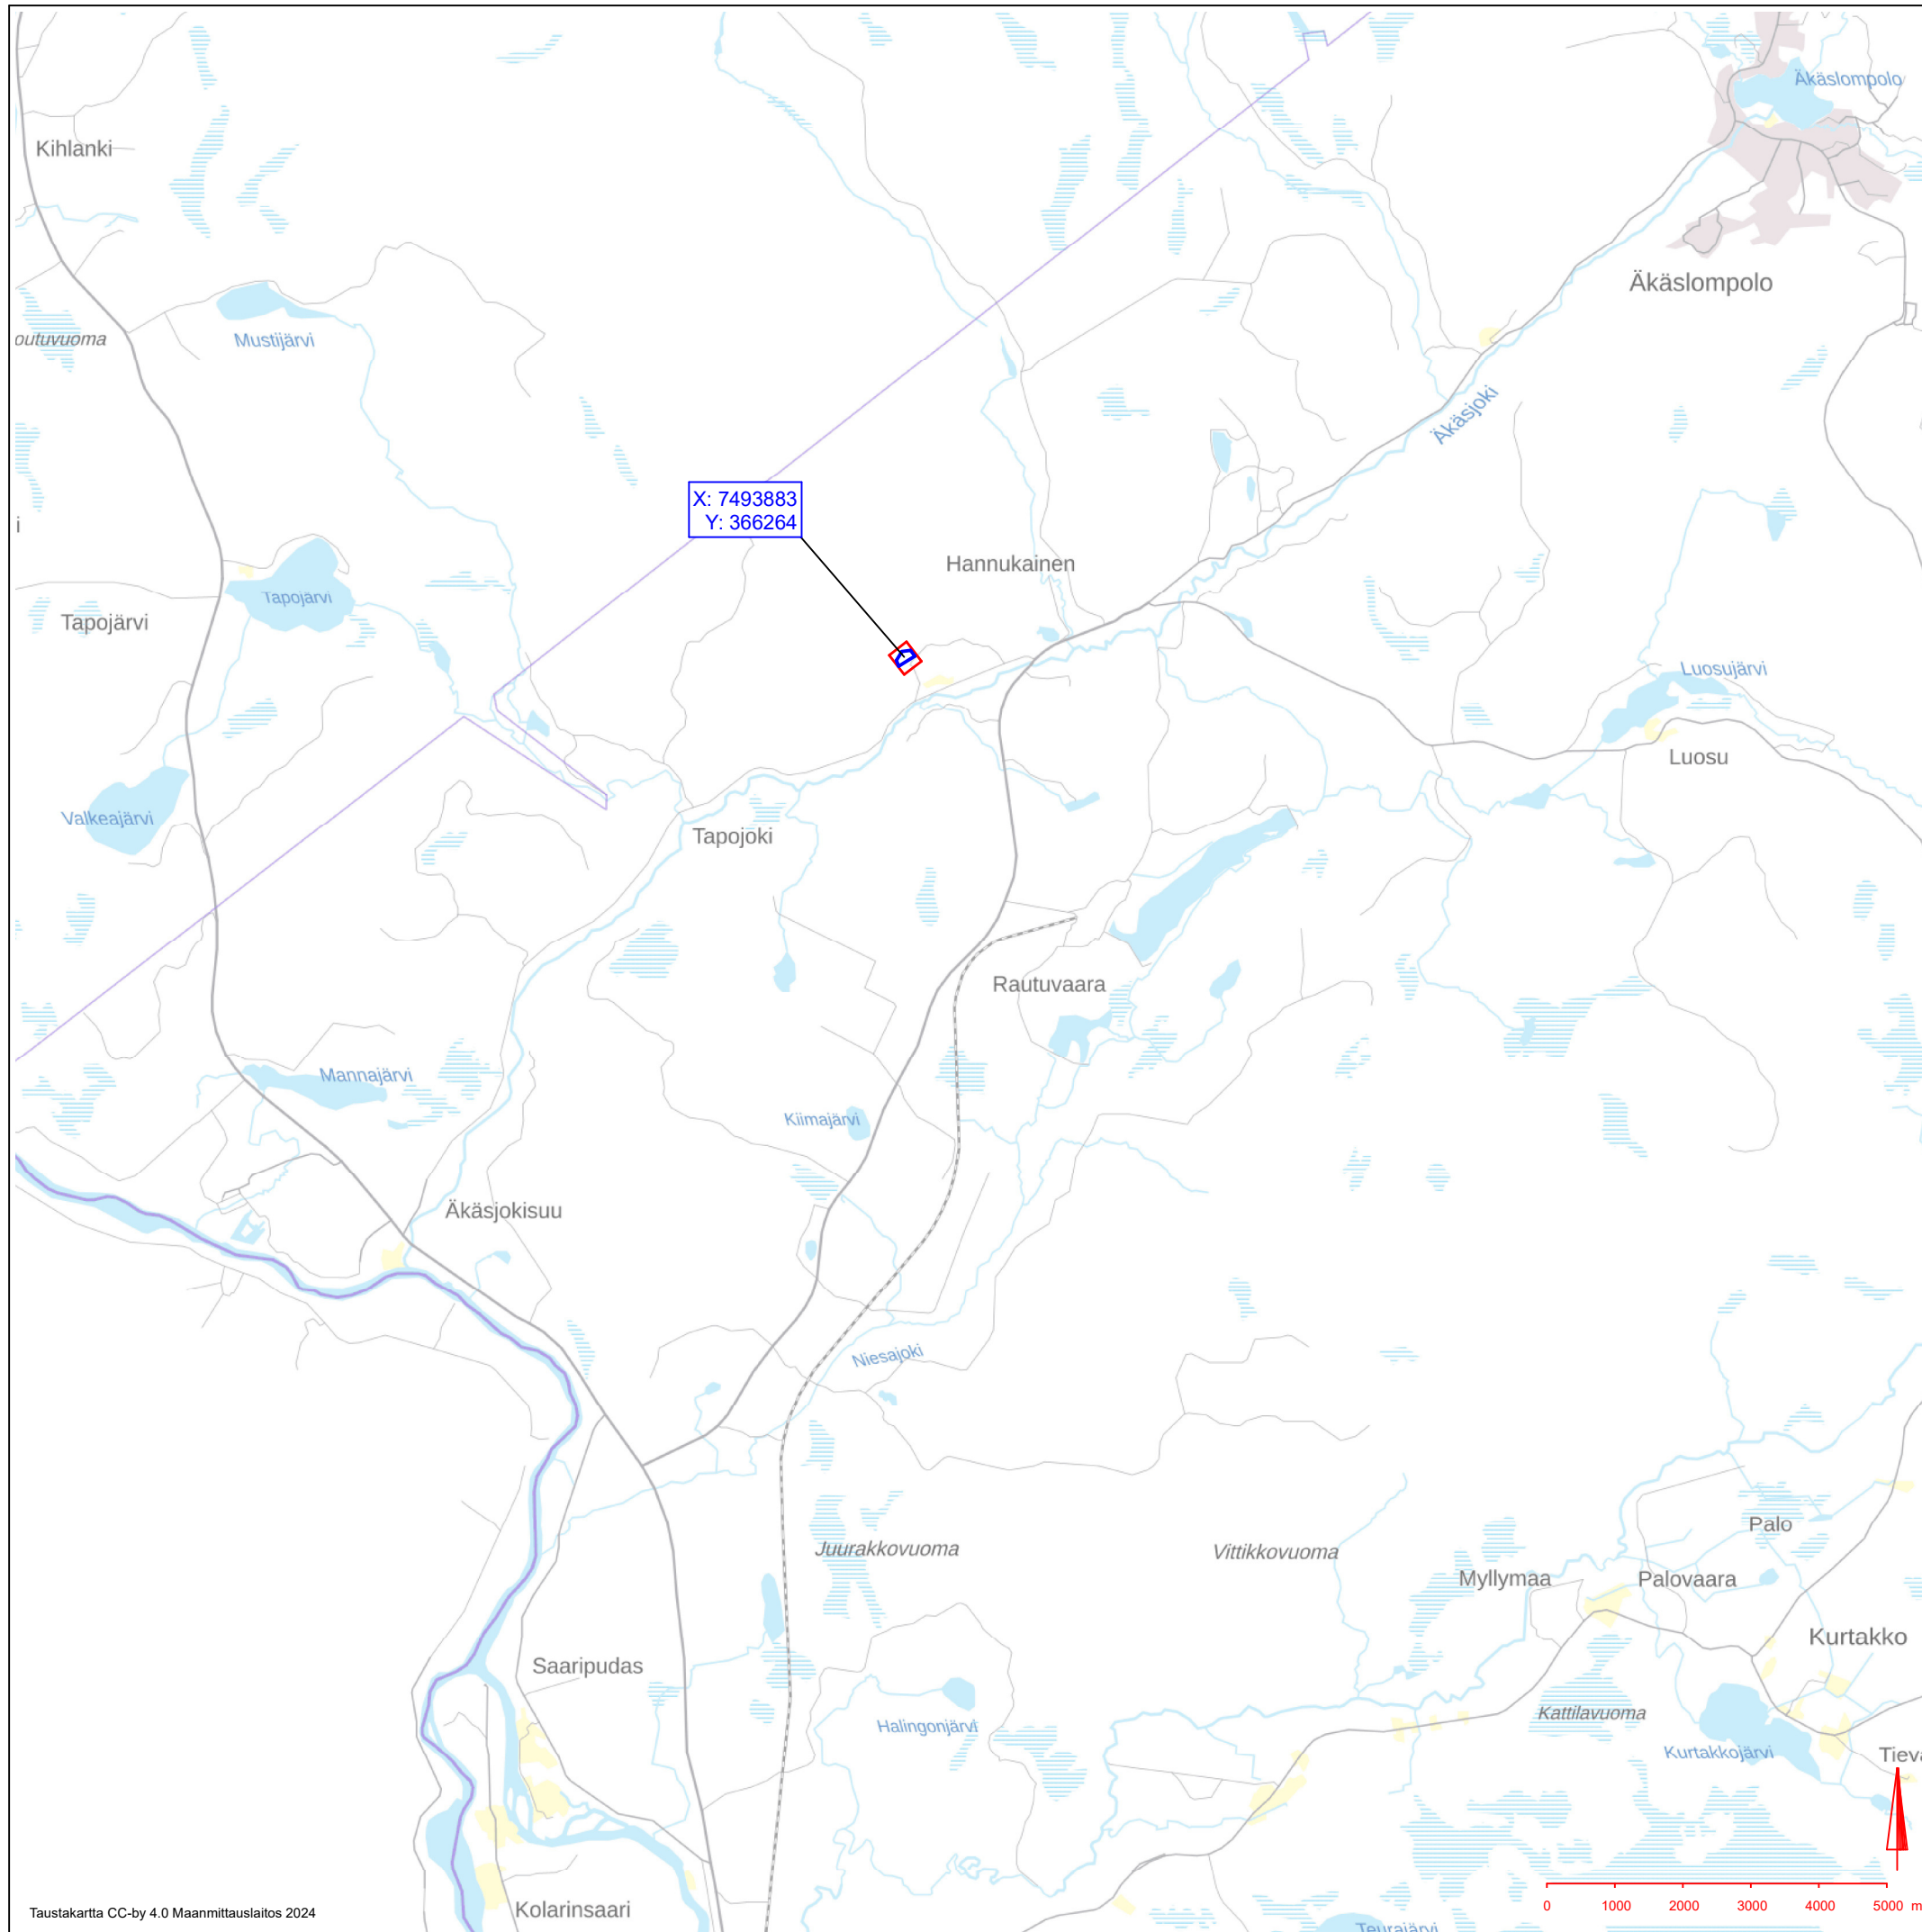 Äkäslompolo
Kihlanki
Äkäslompolo
outuvuoma
Mustijärvi
Äkäsjoki
X: 7493883
Y: 366264
i
Hannukainen
Tapojärvi
Tapojärvi
Luosujärvi
Luosu
Valkeajärvi
Tapojoki
Rautuvaara
Mannajärvi
Kiimajärvi
Äkäsjokisuu
Niesajoki
Palo
Juurakkovuoma
Vittikkovuoma
Myllymaa
Palovaara
Kurtakko
Saaripudas
Kattilavuoma
Halingonjärvi
Kurtakkojärvi
Tieva
0 1000 2000 3000 4000 5000 m
Kolarinsaari
Taustakartta CC-by 4.0 Maanmittauslaitos 2024
Teurajärvi